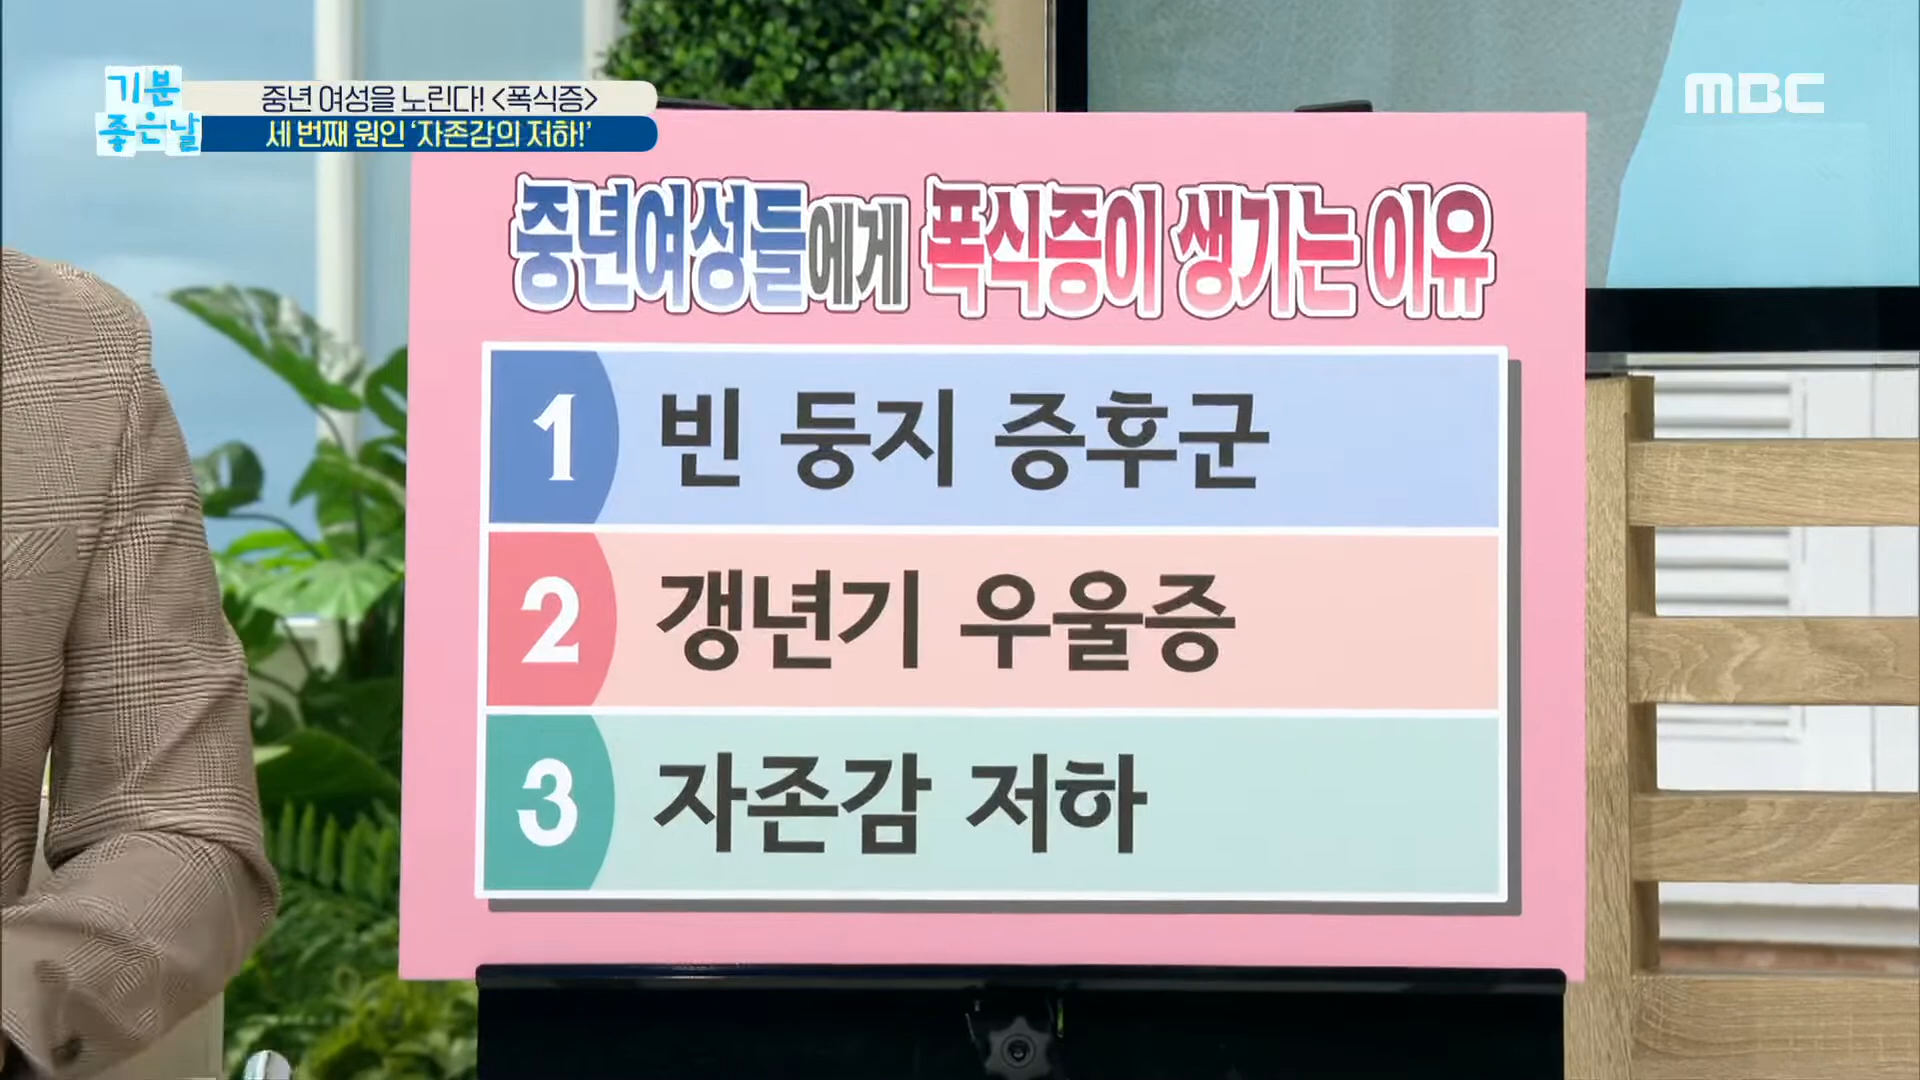 기분
좋은날
중년 여성을 노린다! <폭식증>
세 번째 원인 ‘자존감의 저하!’
MBC
중년여성들에게 폭식증이 생기는 이유
1 빈 둥지 증후군
2 갱년기 우울증
3 자존감 저하